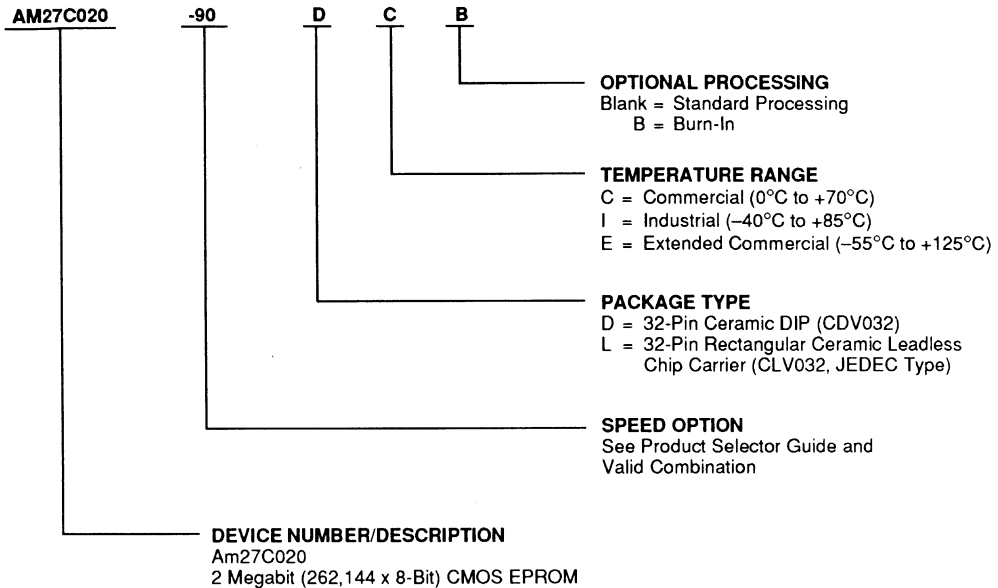 AM27C020 -90 D C B
OPTIONAL PROCESSING
Blank = Standard Processing
B = Burn-In
TEMPERATURE RANGE
C = Commercial (0°C to +70°C)
I = Industrial (–40°C to +85°C)
E = Extended Commercial (–55°C to +125°C)
PACKAGE TYPE
D = 32-Pin Ceramic DIP (CDV032)
L = 32-Pin Rectangular Ceramic Leadless
Chip Carrier (CLV032, JEDEC Type)
SPEED OPTION
See Product Selector Guide and
Valid Combination
DEVICE NUMBER/DESCRIPTION
Am27C020
2 Megabit (262,144 x 8-Bit) CMOS EPROM